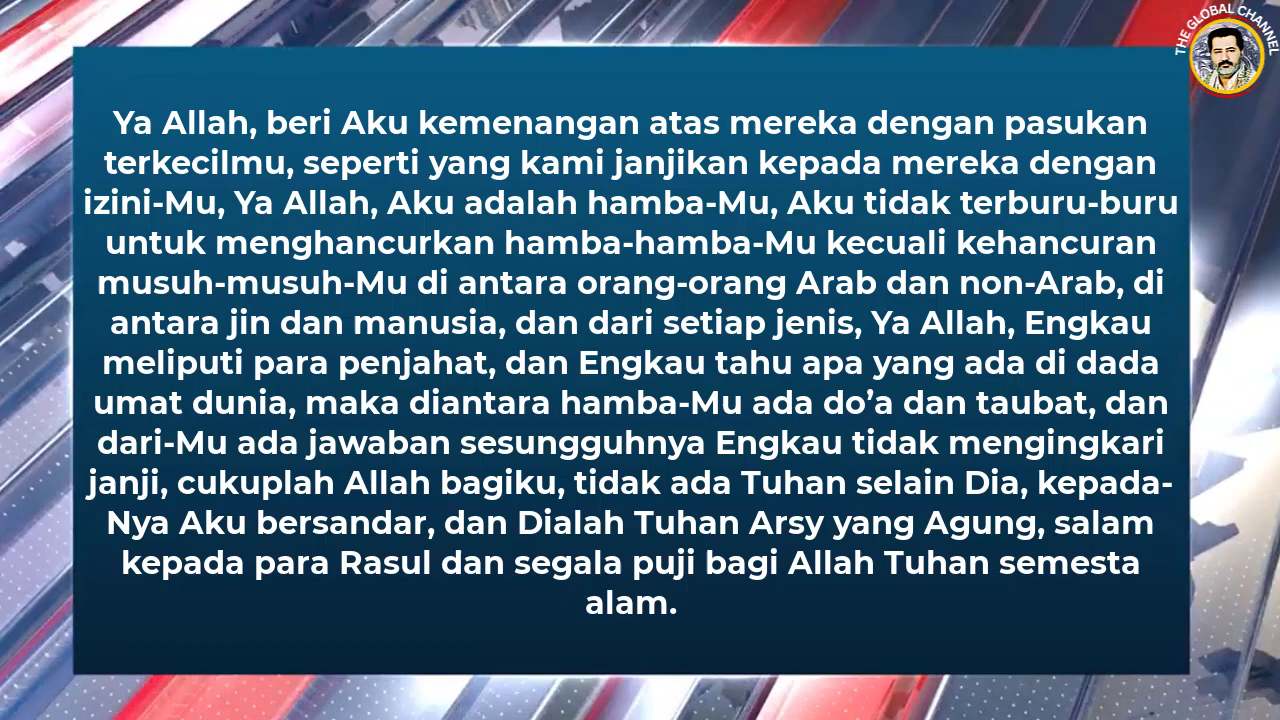 THE GLOBAL CHANNEL
Ya Allah, beri Aku kemenangan atas mereka dengan pasukan
terkecilmu, seperti yang kami janjikan kepada mereka dengan
izini-Mu, Ya Allah, Aku adalah hamba-Mu, Aku tidak terburu-buru
untuk menghancurkan hamba-hamba-Mu kecuali kehancuran
musuh-musuh-Mu di antara orang-orang Arab dan non-Arab, di
antara jin dan manusia, dan dari setiap jenis, Ya Allah, Engkau
meliputi para penjahat, dan Engkau tahu apa yang ada di dada
umat dunia, maka diantara hamba-Mu ada do’a dan taubat, dan
dari-Mu ada jawaban sesungguhnya Engkau tidak mengingkari
janji, cukuplah Allah bagiku, tidak ada Tuhan selain Dia, kepada-
Nya Aku bersandar, dan Dialah Tuhan Arsy yang Agung, salam
kepada para Rasul dan segala puji bagi Allah Tuhan semesta
alam.